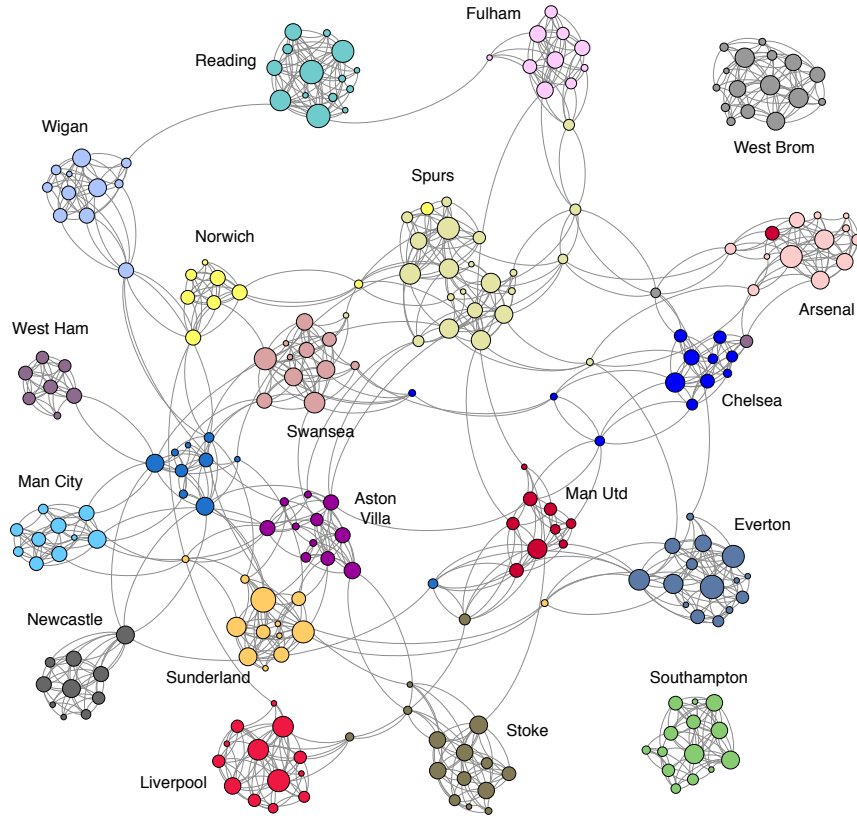 Fulham
Reading
Wigan
West Brom
Spurs
Norwich
Arsenal
West Ham
Chelsea
Swansea
Man City
Aston
Villa
Man Utd
Everton
Newcastle
Sunderland
Southampton
Stoke
Liverpool